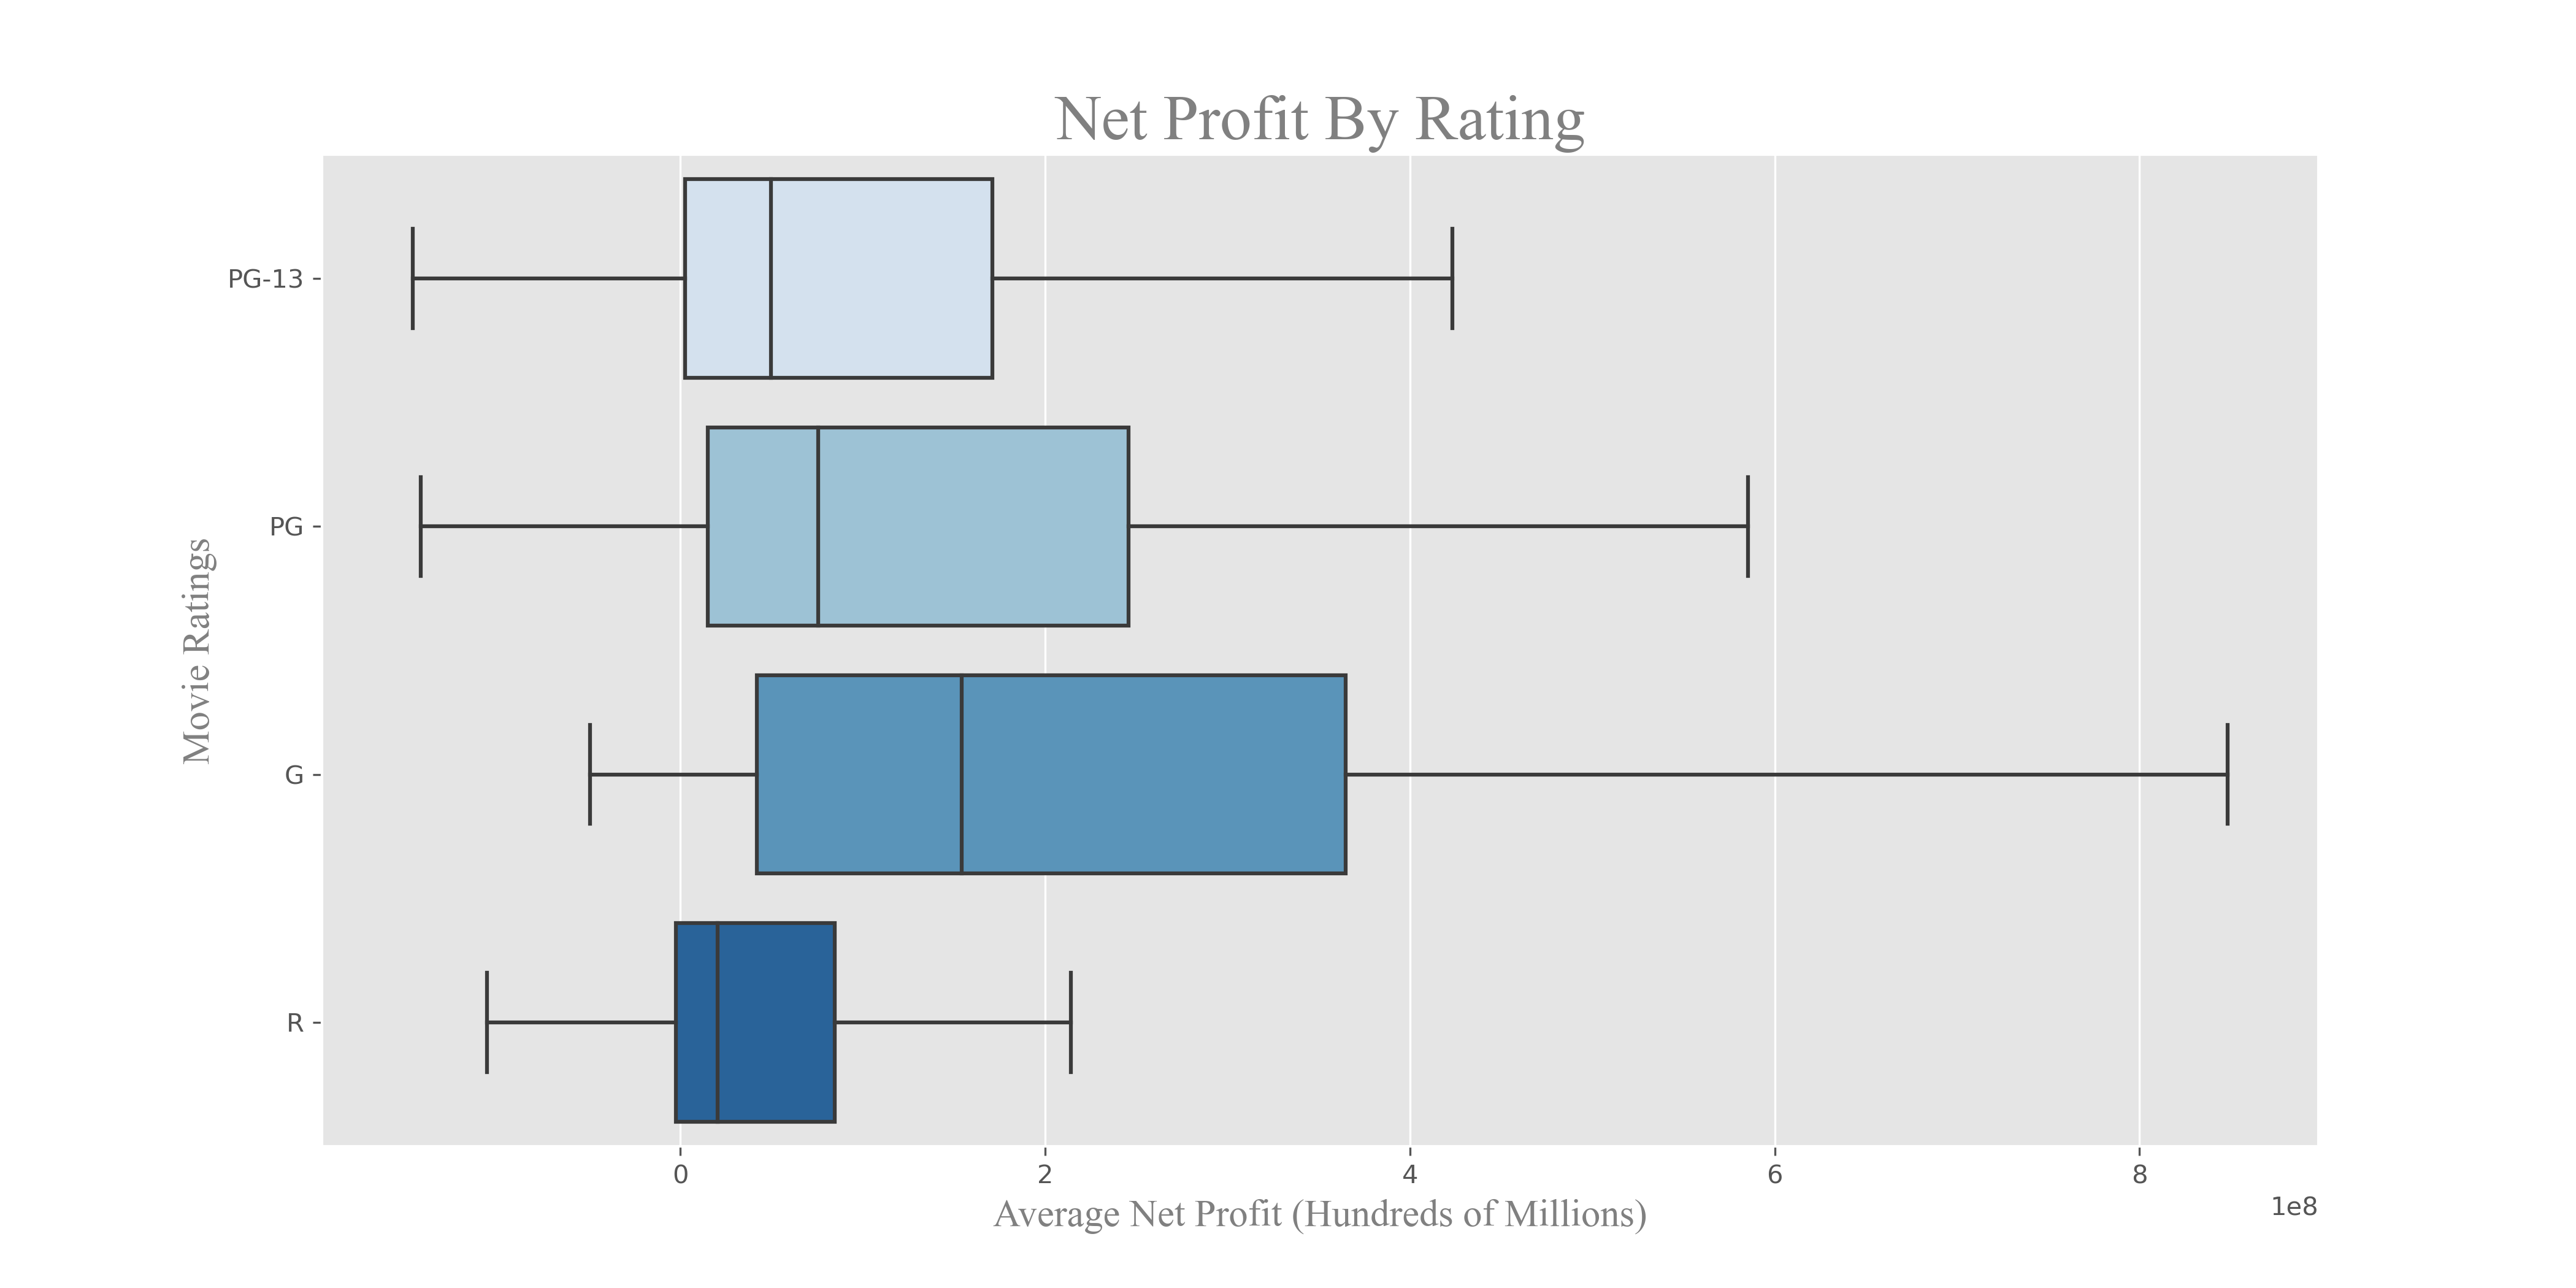 Net Profit By Rating
PG-13
PG
G
R
Movie Ratings
0 2 4 6 8
1e8
Average Net Profit (Hundreds of Millions)